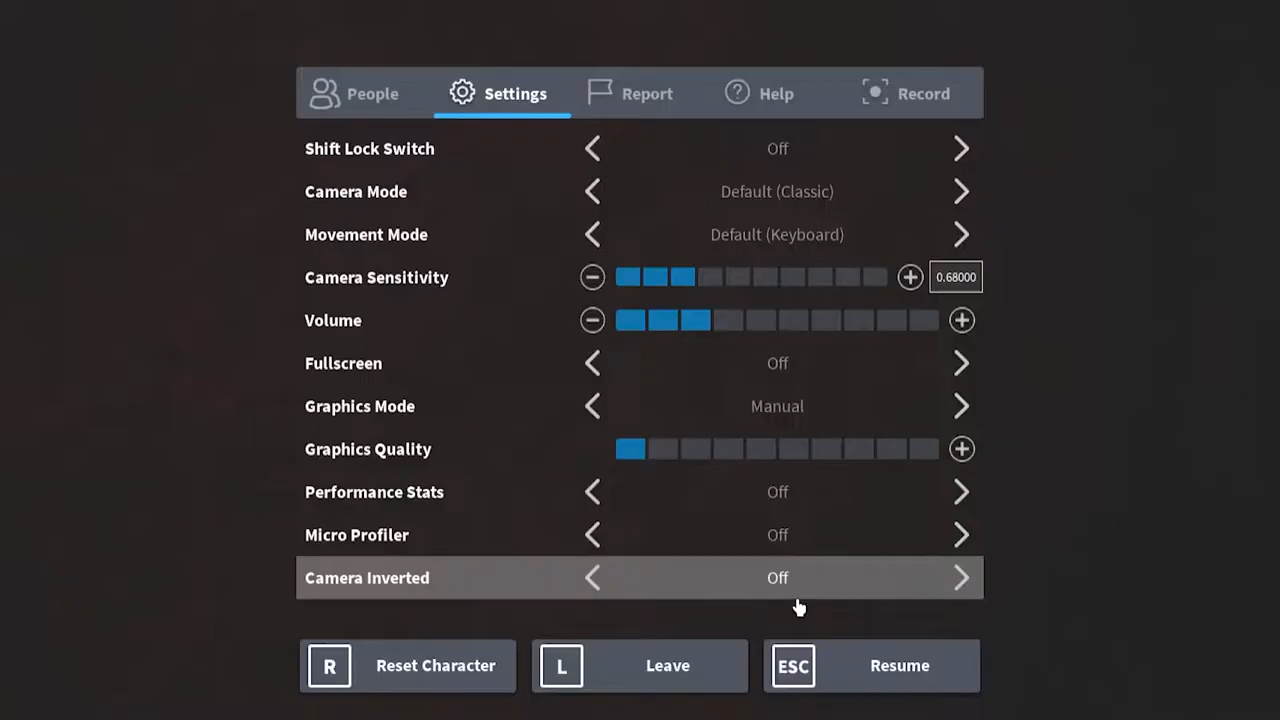 People Settings Report Help Record
Shift Lock Switch Off
Camera Mode Default (Classic)
Movement Mode Default (Keyboard)
Camera Sensitivity 0.68000
Volume
Fullscreen Off
Graphics Mode Manual
Graphics Quality
Performance Stats Off
Micro Profiler Off
Camera Inverted Off
R Reset Character L Leave ESC Resume